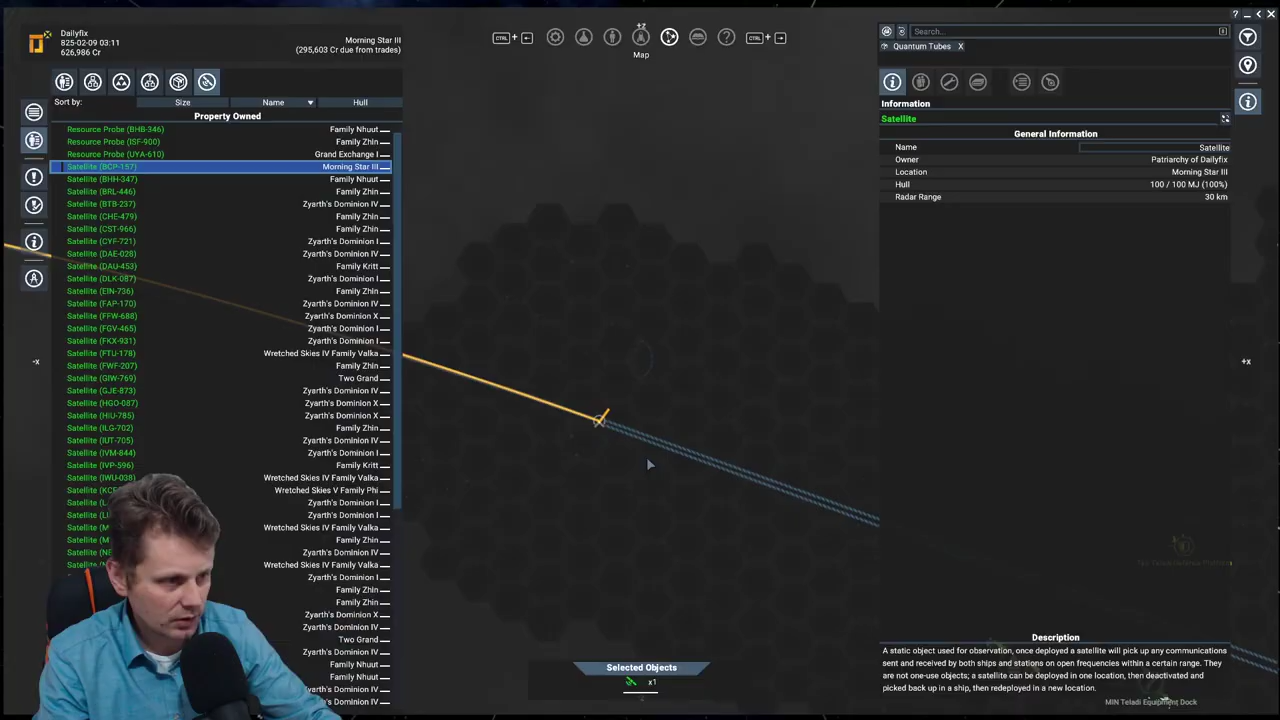 Dailyfix
825-02-09 03:11
626,986 Cr
Morning Star III
(295,603 Cr due from trades)
CTRL +
+Z
CTRL +
Map
Sort by: Size Name Hull
Property Owned
Resource Probe (BHB-346) Family Nhuut
Resource Probe (ISF-900) Family Zhin
Resource Probe (UYA-610) Grand Exchange I
Satellite (BCP-157) Morning Star III
Satellite (BHH-347) Family Nhuut
Satellite (BRL-446) Family Zhin
Satellite (BTB-237) Zyarth's Dominion IV
Satellite (CHE-479) Family Zhin
Satellite (CST-966) Family Zhin
Satellite (CYF-721) Zyarth's Dominion I
Satellite (DAE-028) Zyarth's Dominion IV
Satellite (DAU-453) Family Kritt
Satellite (DLK-087) Zyarth's Dominion I
Satellite (EIN-736) Family Zhin
Satellite (FAP-170) Zyarth's Dominion IV
Satellite (FFW-688) Zyarth's Dominion I
Satellite (FGV-465) Zyarth's Dominion I
Satellite (FKX-931) Zyarth's Dominion I
Satellite (FTU-178) Wretched Skies IV Family Valka
Satellite (FWF-207) Family Zhin
Satellite (GIW-769) Two Grand
Satellite (GJE-873) Zyarth's Dominion IV
Satellite (HGO-087) Zyarth's Dominion X
Satellite (HIU-785) Zyarth's Dominion X
Satellite (ILG-702) Family Zhin
Satellite (IUT-705) Zyarth's Dominion IV
Satellite (IVM-844) Zyarth's Dominion IV
Satellite (IVP-596) Family Kritt
Satellite (IWU-038) Wretched Skies IV Family Valka
Satellite Wretched Skies V Family Phi
Satellite Zyarth's Dominion X
Satellite Zyarth's Dominion IV
Satellite Wretched Skies IV Family Valka
Satellite Family Zhin
Satellite Zyarth's Dominion IV
Satellite Wretched Skies IV Family Valka
Zyarth's Dominion I
Family Zhin
Family Zhin
Zyarth's Dominion X
Zyarth's Dominion IV
Two Grand
Zyarth's Dominion IV
Family Nhuut
Family Nhuut
Zyarth's Dominion IV
Zyarth's Dominion IV
-X
+X
Selected Objects
x1
Search...
Quantum Tubes X
Information
Satellite
General Information
Name Satellite
Owner Patriarchy of Dailyfix
Location Morning Star III
Hull 100 / 100 MJ (100%)
Radar Range 30 km
Description
A static object used for observation, once deployed a satellite will pick up any communications
sent and received by both ships and stations on open frequencies within a certain range. They
are not one-use objects; a satellite can be deployed in one location, then deactivated and
picked back up in a ship, then redeployed in a new location.
MIN Teladi Equipment Dock